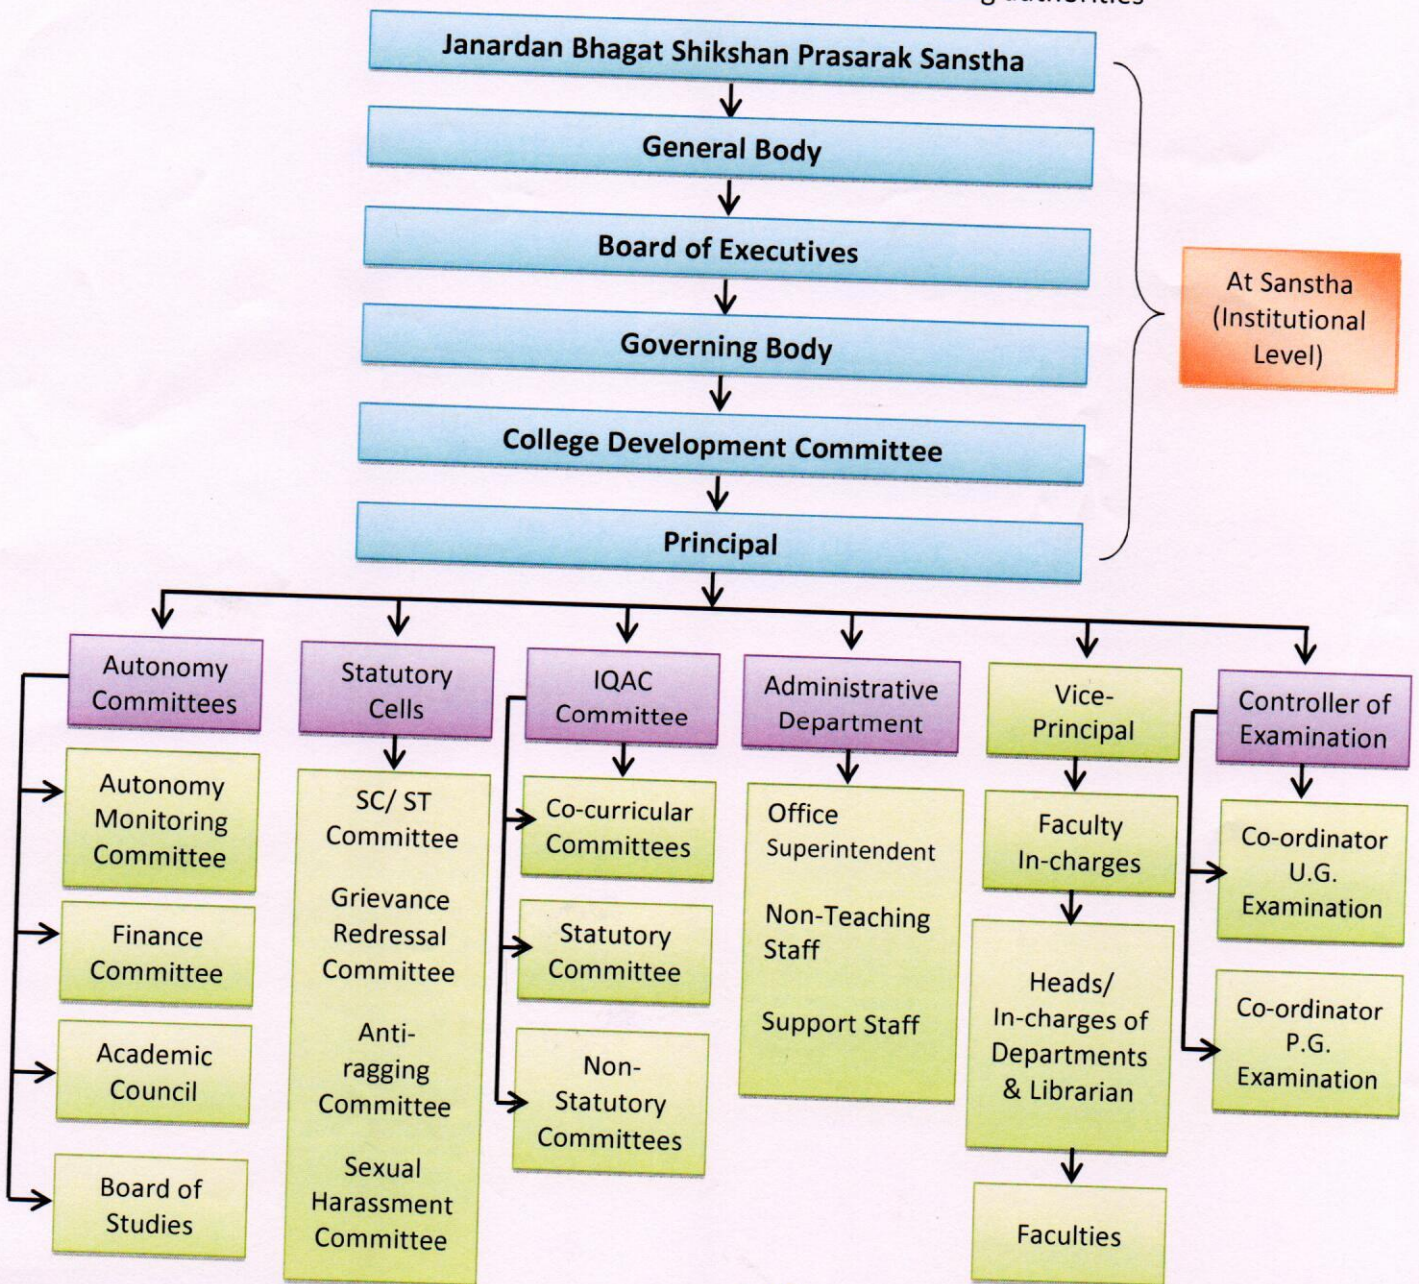 authorities
Janardan Bhagat Shikshan Prasarak Sanstha
General Body
Board of Executives
Governing Body
College Development Committee
Principal
At Sanstha
(Institutional
Level)
Autonomy
Committees
Autonomy
Monitoring
Committee
Finance
Committee
Academic
Council
Board of
Studies
Statutory
Cells
SC/ ST
Committee
Grievance
Redressal
Committee
Anti-
ragging
Committee
Sexual
Harassment
Committee
IQAC
Committee
Co-curricular
Committees
Statutory
Committee
Non-
Statutory
Committees
Administrative
Department
Office
Superintendent
Non-Teaching
Staff
Support Staff
Vice-
Principal
Faculty
In-charges
Heads/
In-charges of
Departments
& Librarian
Faculties
Controller of
Examination
Co-ordinator
U.G.
Examination
Co-ordinator
P.G.
Examination